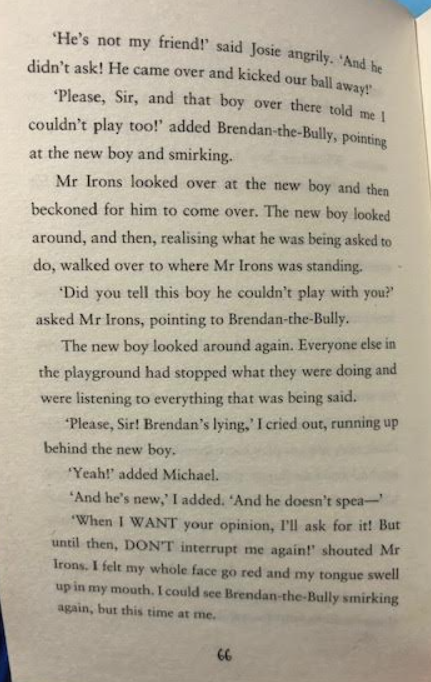 ‘He’s not my friend!’ said Josie angrily. ‘And he
didn’t ask! He came over and kicked our ball away!’
‘Please, Sir, and that boy over there told me I
couldn’t play too!’ added Brendan-the-Bully, pointing
at the new boy and smirking.
Mr Irons looked over at the new boy and then
beckoned for him to come over. The new boy looked
around, and then, realising what he was being asked to
do, walked over to where Mr Irons was standing.
‘Did you tell this boy he couldn’t play with you?’
asked Mr Irons, pointing to Brendan-the-Bully.
The new boy looked around again. Everyone else in
the playground had stopped what they were doing and
were listening to everything that was being said.
‘Please, Sir! Brendan’s lying,’ I cried out, running up
behind the new boy.
‘Yeah!’ added Michael.
‘And he’s new,’ I added. ‘And he doesn’t spea—’
‘When I WANT your opinion, I’ll ask for it! But
until then, DON’T interrupt me again!’ shouted Mr
Irons. I felt my whole face go red and my tongue swell
up in my mouth. I could see Brendan-the-Bully smirking
again, but this time at me.
66